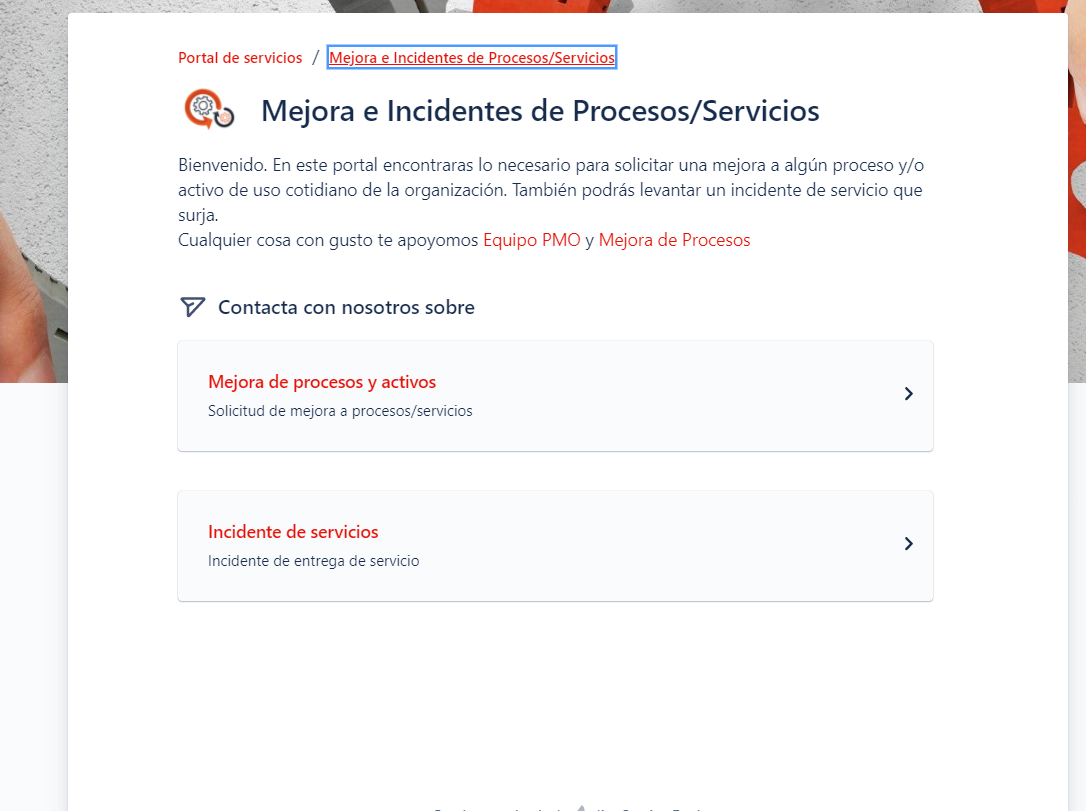 Portal de servicios / Mejora e Incidentes de Procesos/Servicios
Mejora e Incidentes de Procesos/Servicios
Bienvenido. En este portal encontraras lo necesario para solicitar una mejora a algún proceso y/o
activo de uso cotidiano de la organización. También podrás levantar un incidente de servicio que
surja.
Cualquier cosa con gusto te apoyomos Equipo PMO y Mejora de Procesos
Contacta con nosotros sobre
Mejora de procesos y activos
Solicitud de mejora a procesos/servicios
Incidente de servicios
Incidente de entrega de servicio